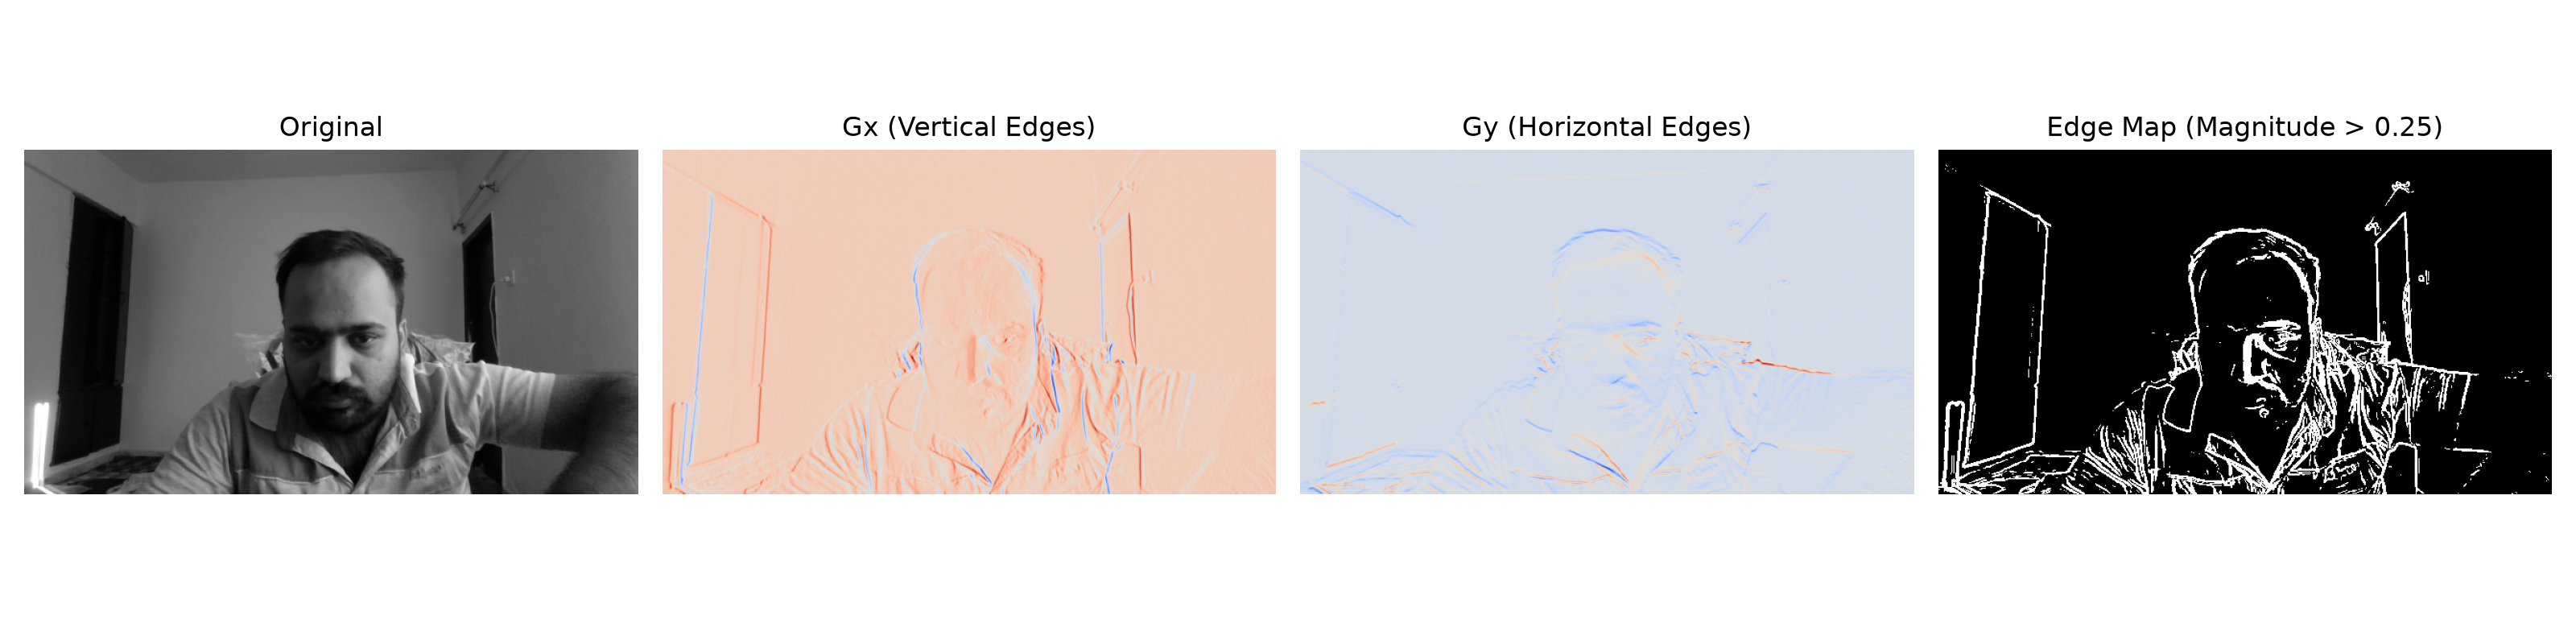 Original
Gx (Vertical Edges)
Gy (Horizontal Edges)
Edge Map (Magnitude > 0.25)